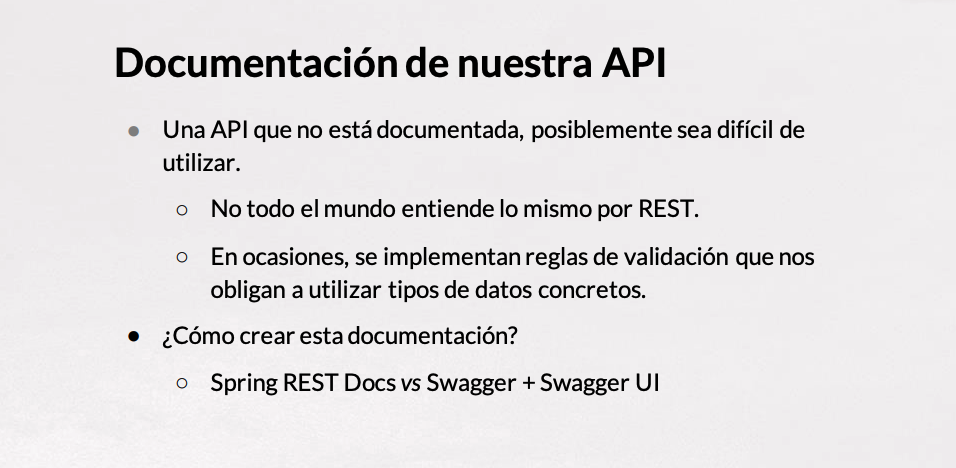 Documentación de nuestra API
● Una API que no está documentada, posiblemente sea difícil de
utilizar.
○ No todo el mundo entiende lo mismo por REST.
○ En ocasiones, se implementan reglas de validación que nos
obligan a utilizar tipos de datos concretos.
● ¿Cómo crear esta documentación?
○ Spring REST Docs vs Swagger + Swagger UI